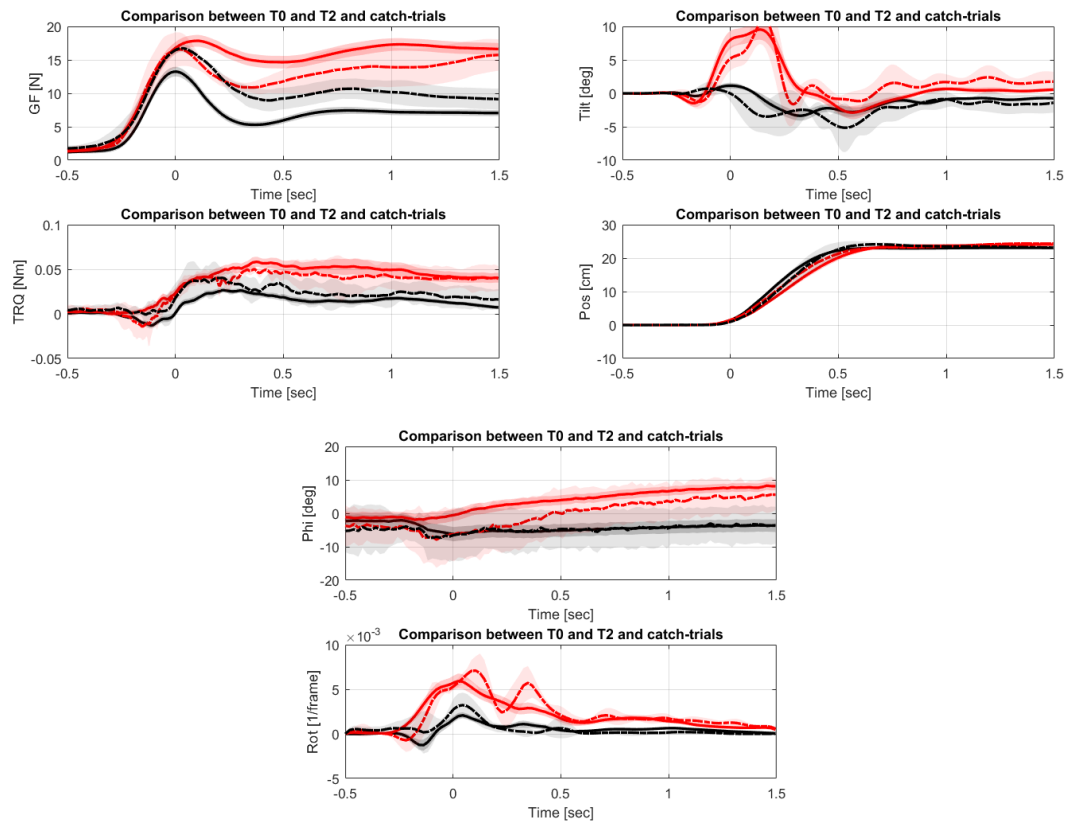 Comparison between T0 and T2 and catch-trials
20
15
10
5
0
GF [N]
-0.5 0 0.5 1 1.5
Time [sec]
Comparison between T0 and T2 and catch-trials
10
5
0
-5
-10
Tilt [deg]
-0.5 0 0.5 1 1.5
Time [sec]
Comparison between T0 and T2 and catch-trials
0.1
0.05
0
-0.05
TRQ [Nm]
-0.5 0 0.5 1 1.5
Time [sec]
Comparison between T0 and T2 and catch-trials
30
20
10
0
-10
Pos [cm]
-0.5 0 0.5 1 1.5
Time [sec]
Comparison between T0 and T2 and catch-trials
20
10
0
-10
-20
Phi [deg]
-0.5 0 0.5 1 1.5
Time [sec]
×10-3 Comparison between T0 and T2 and catch-trials
10
5
0
-5
Rot [1/frame]
-0.5 0 0.5 1 1.5
Time [sec]